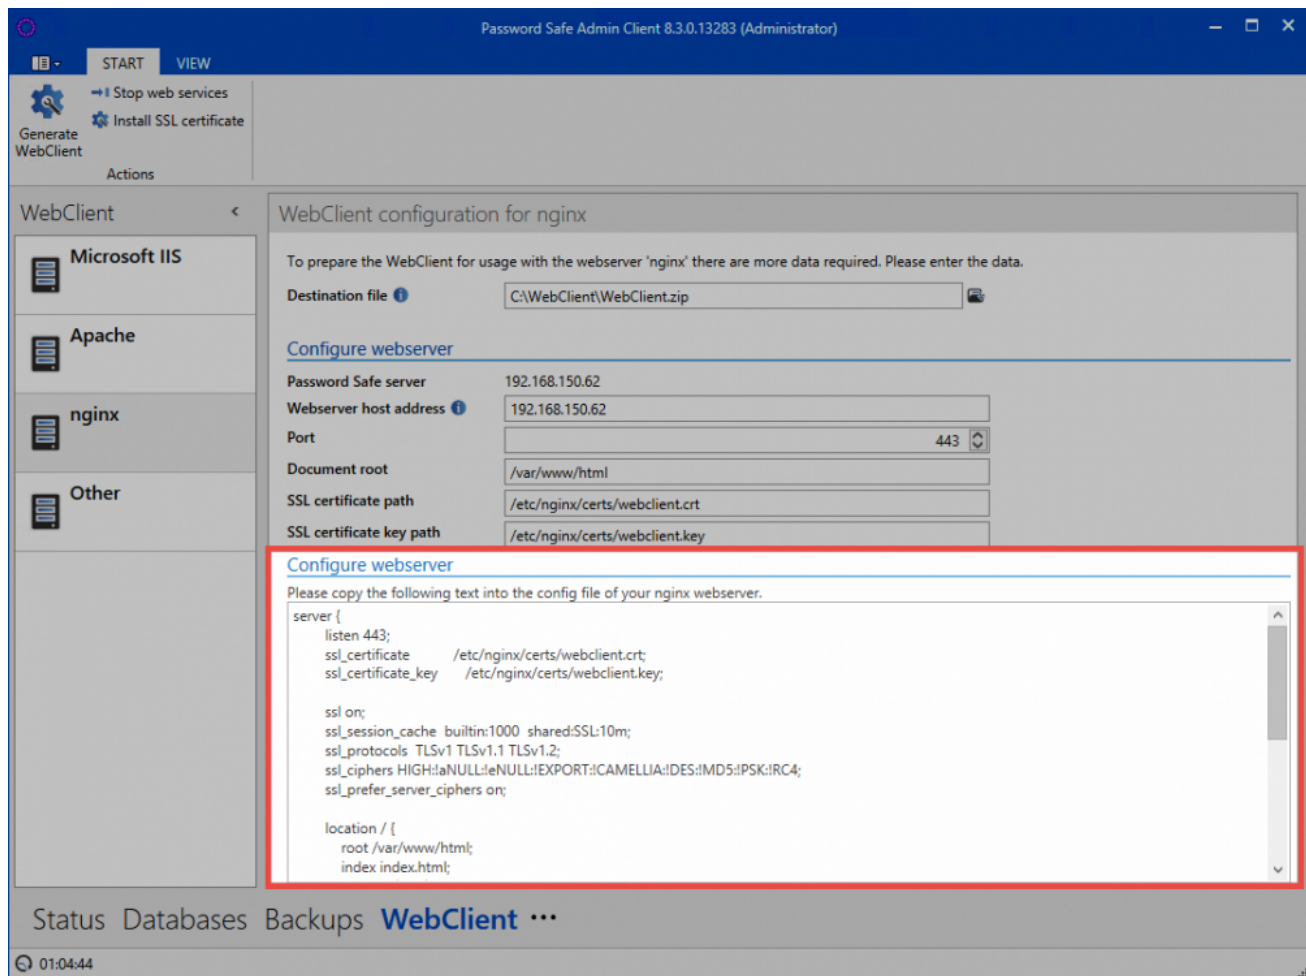 Password Safe Admin Client 8.3.0.13283 (Administrator)
START VIEW
Generate WebClient
Stop web services
Install SSL certificate
Actions
WebClient
Microsoft IIS
Apache
nginx
Other
WebClient configuration for nginx
To prepare the WebClient for usage with the webserver 'nginx' there are more data required. Please enter the data.
Destination file C:\WebClient\WebClient.zip
Configure webserver
Password Safe server 192.168.150.62
Webserver host address 192.168.150.62
Port 443
Document root /var/www/html
SSL certificate path /etc/nginx/certs/webclient.crt
SSL certificate key path /etc/nginx/certs/webclient.key
Configure webserver
Please copy the following text into the config file of your nginx webserver.
server {
listen 443;
ssl_certificate /etc/nginx/certs/webclient.crt;
ssl_certificate_key /etc/nginx/certs/webclient.key;
ssl on;
ssl_session_cache builtin:1000 shared:SSL:10m;
ssl_protocols TLSv1 TLSv1.1 TLSv1.2;
ssl_ciphers HIGH:!aNULL:!eNULL:!EXPORT:!CAMELLIA:!DES:!MD5:!PSK:!RC4;
ssl_prefer_server_ciphers on;
location / {
root /var/www/html;
index index.html;
Status Databases Backups WebClient ···
01:04:44